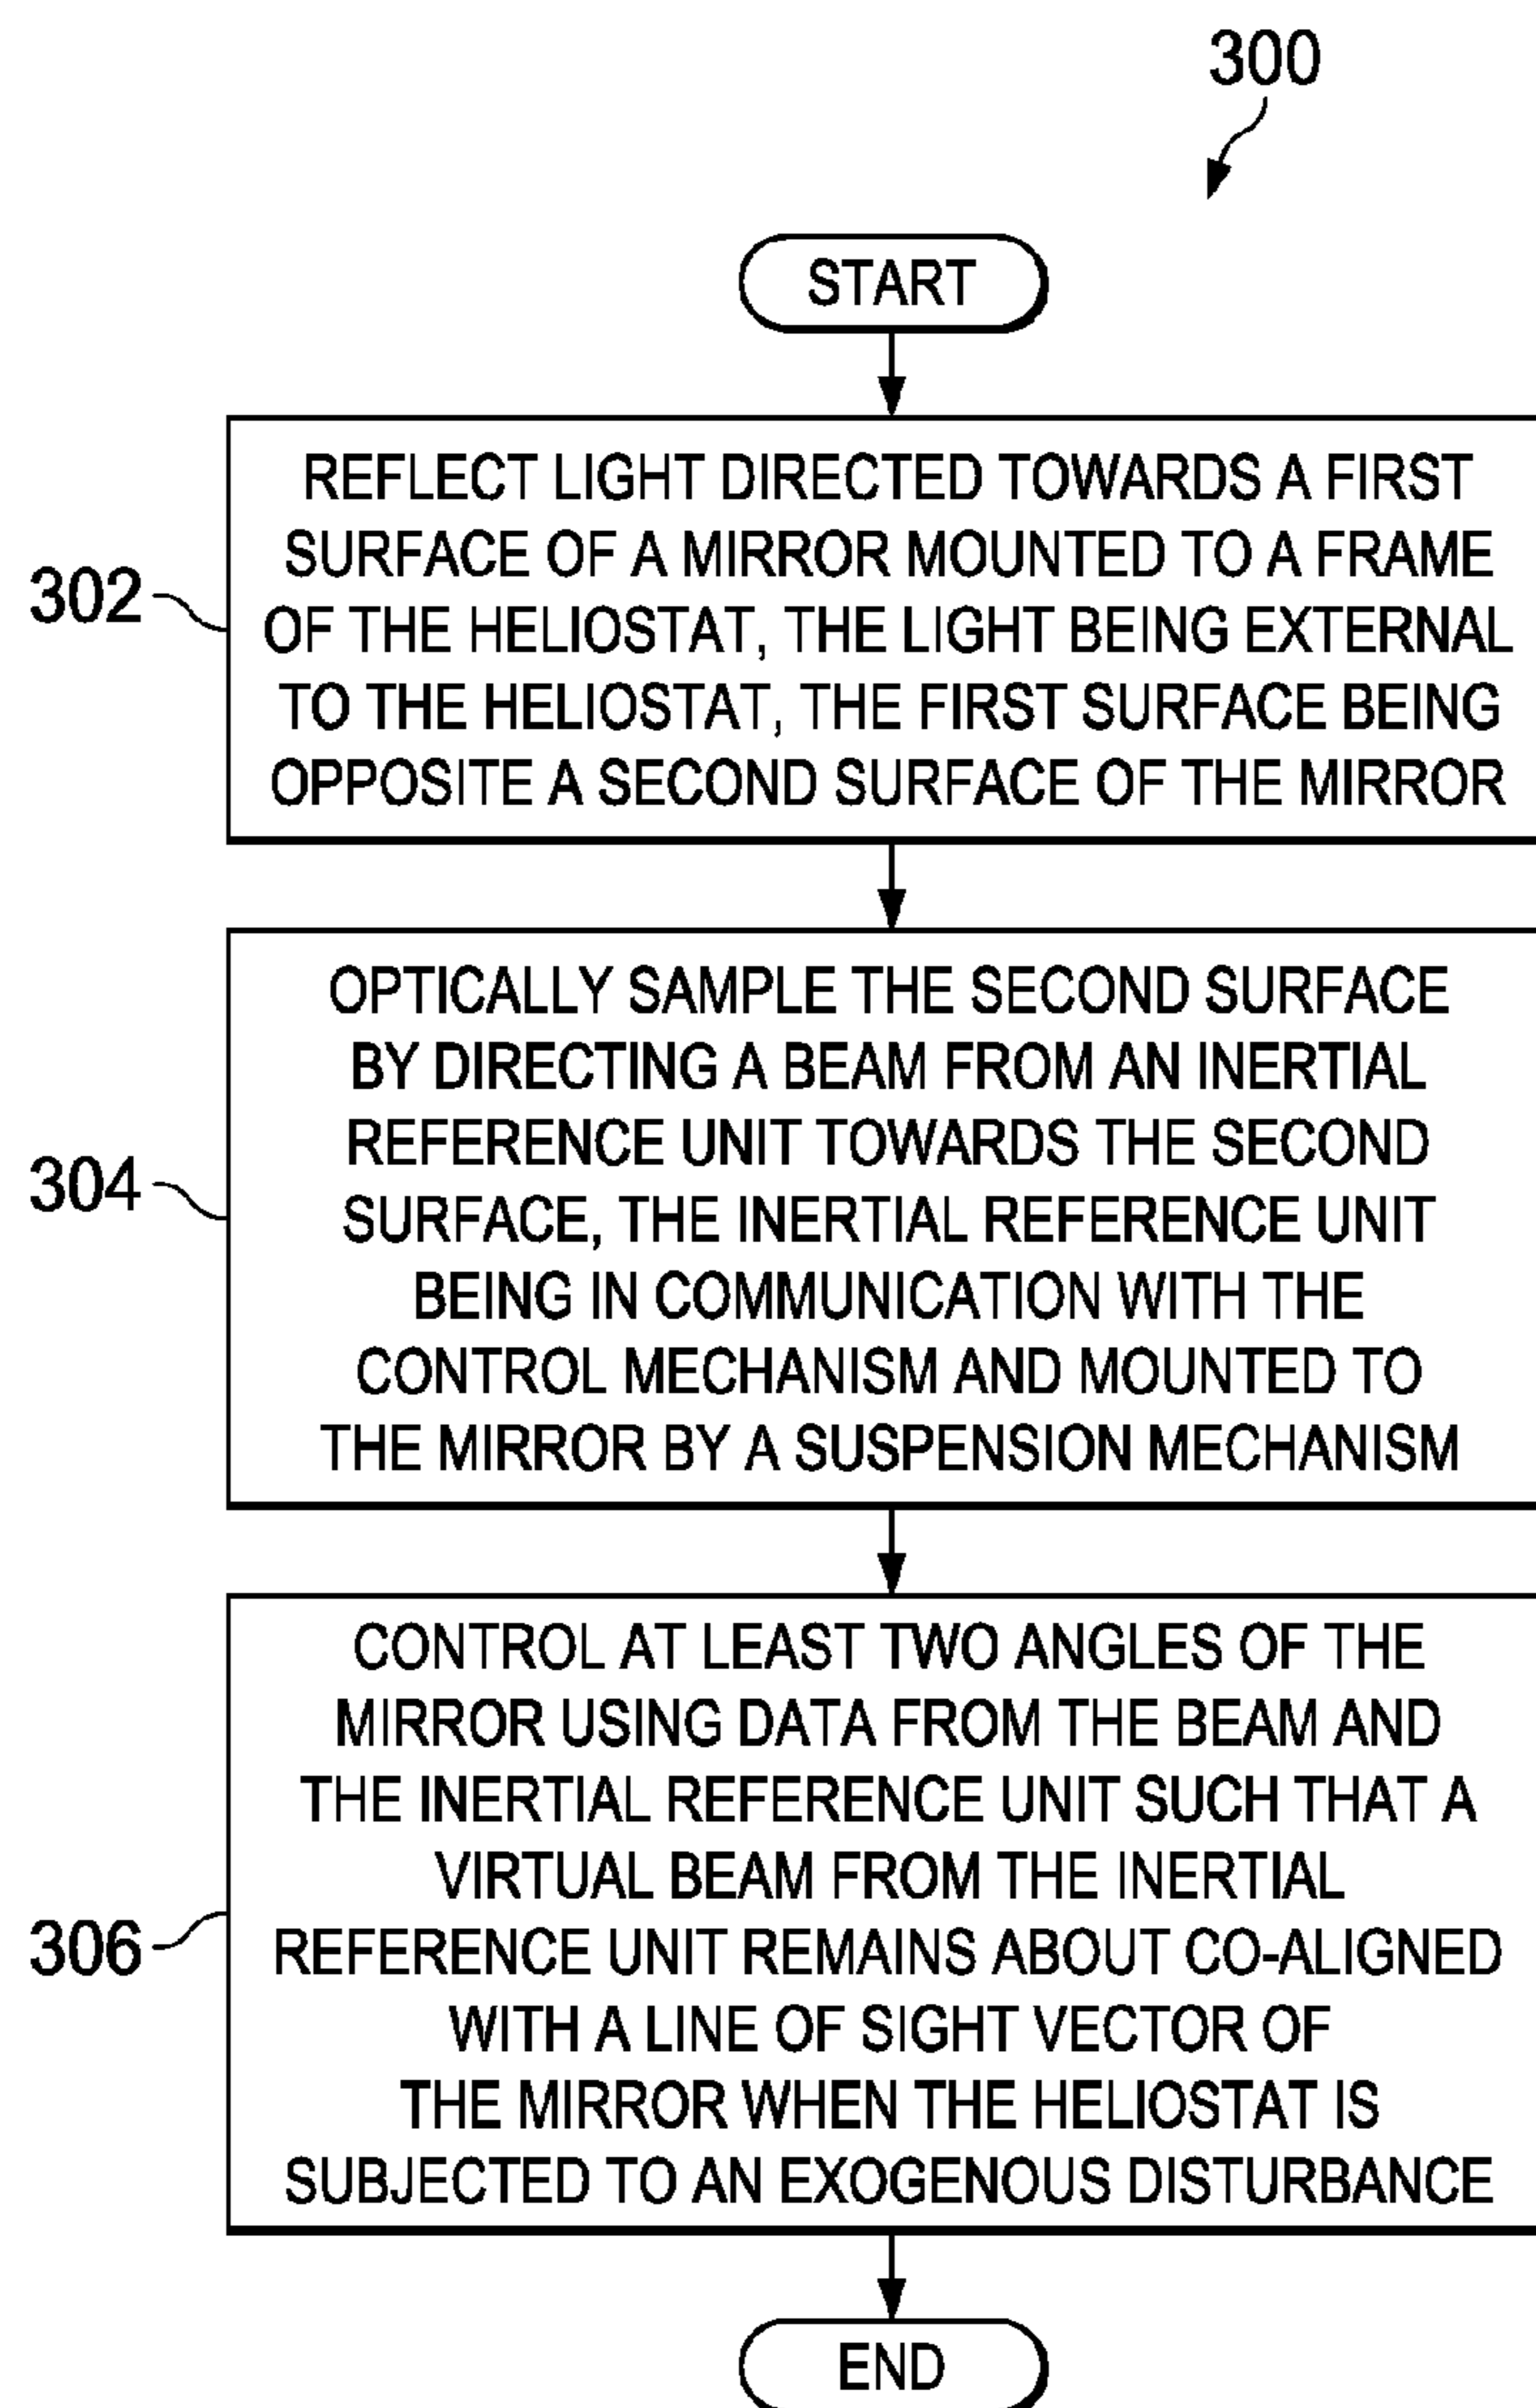 300
START
REFLECT LIGHT DIRECTED TOWARDS A FIRST
SURFACE OF A MIRROR MOUNTED TO A FRAME
OF THE HELIOSTAT, THE LIGHT BEING EXTERNAL
TO THE HELIOSTAT, THE FIRST SURFACE BEING
OPPOSITE A SECOND SURFACE OF THE MIRROR
302
OPTICALLY SAMPLE THE SECOND SURFACE
BY DIRECTING A BEAM FROM AN INERTIAL
REFERENCE UNIT TOWARDS THE SECOND
SURFACE, THE INERTIAL REFERENCE UNIT
BEING IN COMMUNICATION WITH THE
CONTROL MECHANISM AND MOUNTED TO
THE MIRROR BY A SUSPENSION MECHANISM
304
CONTROL AT LEAST TWO ANGLES OF THE
MIRROR USING DATA FROM THE BEAM AND
THE INERTIAL REFERENCE UNIT SUCH THAT A
VIRTUAL BEAM FROM THE INERTIAL
REFERENCE UNIT REMAINS ABOUT CO-ALIGNED
WITH A LINE OF SIGHT VECTOR OF
THE MIRROR WHEN THE HELIOSTAT IS
SUBJECTED TO AN EXOGENOUS DISTURBANCE
306
END